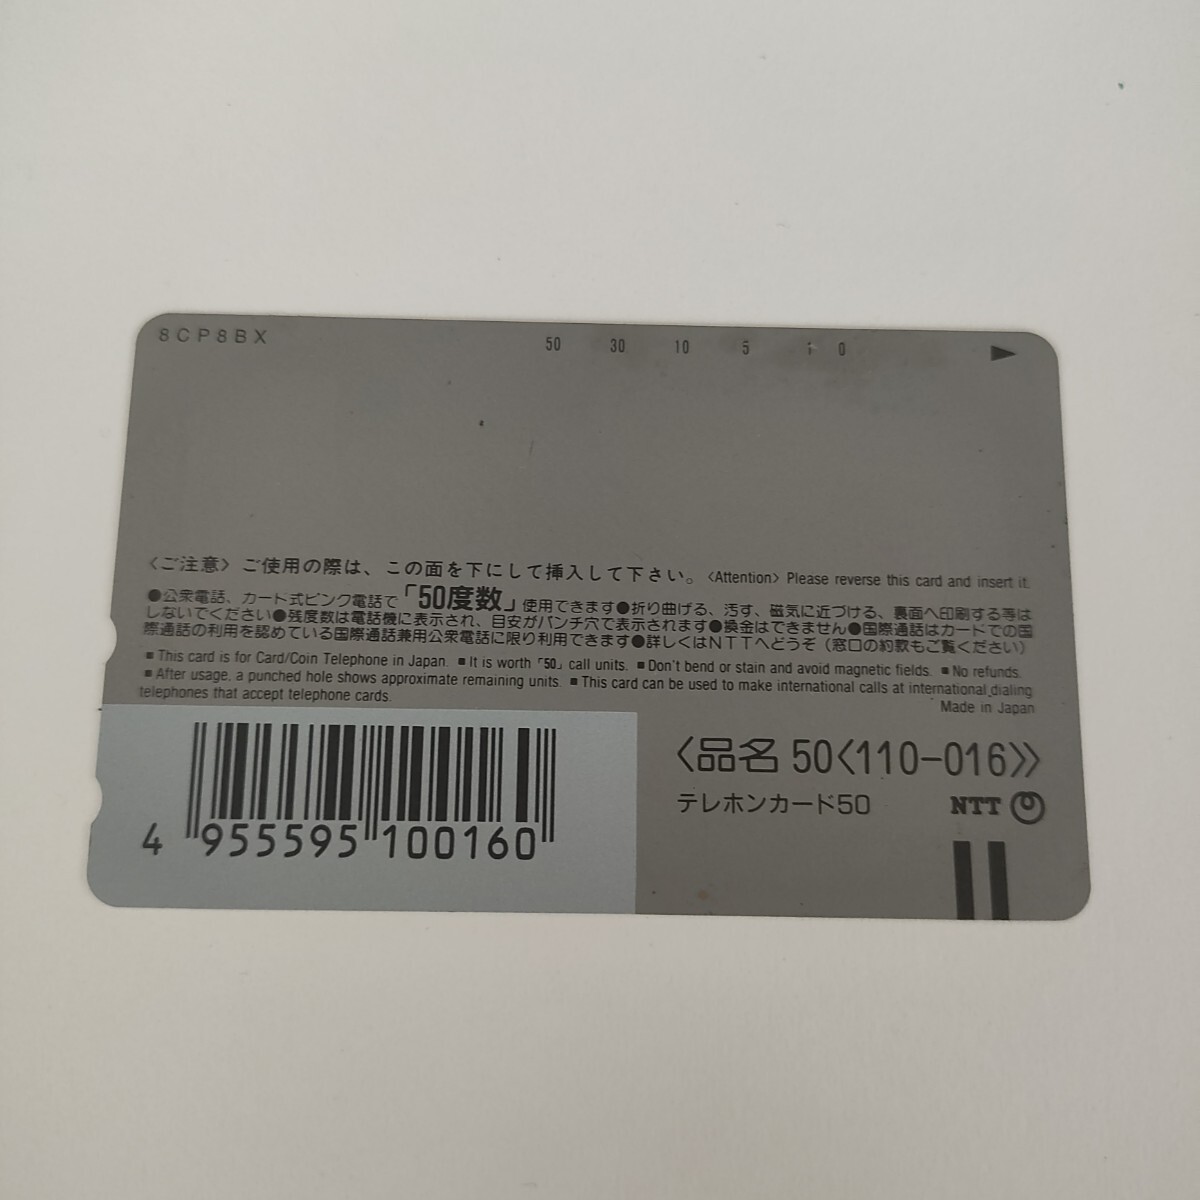 8CP8BX
50 30 10 5 1 0 ▶
〈ご注意〉ご使用の際は、この面を下にして挿入して下さい。〈Attention〉Please reverse this card and insert it.
●公衆電話、カード式ピンク電話で「50度数」使用できます●折り曲げる、汚す、磁気に近づける、裏面へ印刷する等は
しないでください●残度数は電話機に表示され、目安がパンチ穴で表示されます●換金はできません●国際通話はカードでの国
際通話の利用を認めている国際通話兼用公衆電話に限り利用できます●詳しくはNTTへどうぞ（窓口の約款もご覧ください）
■This card is for Card/Coin Telephone in Japan. ■It is worth「50」call units. ■Don't bend or stain and avoid magnetic fields. ■No refunds.
■After usage, a punched hole shows approximate remaining units. ■This card can be used to make international calls at international dialing
telephones that accept telephone cards.
Made in Japan
〈品名 50〈110-016〉〉
テレホンカード50 NTT
4 955595 100160